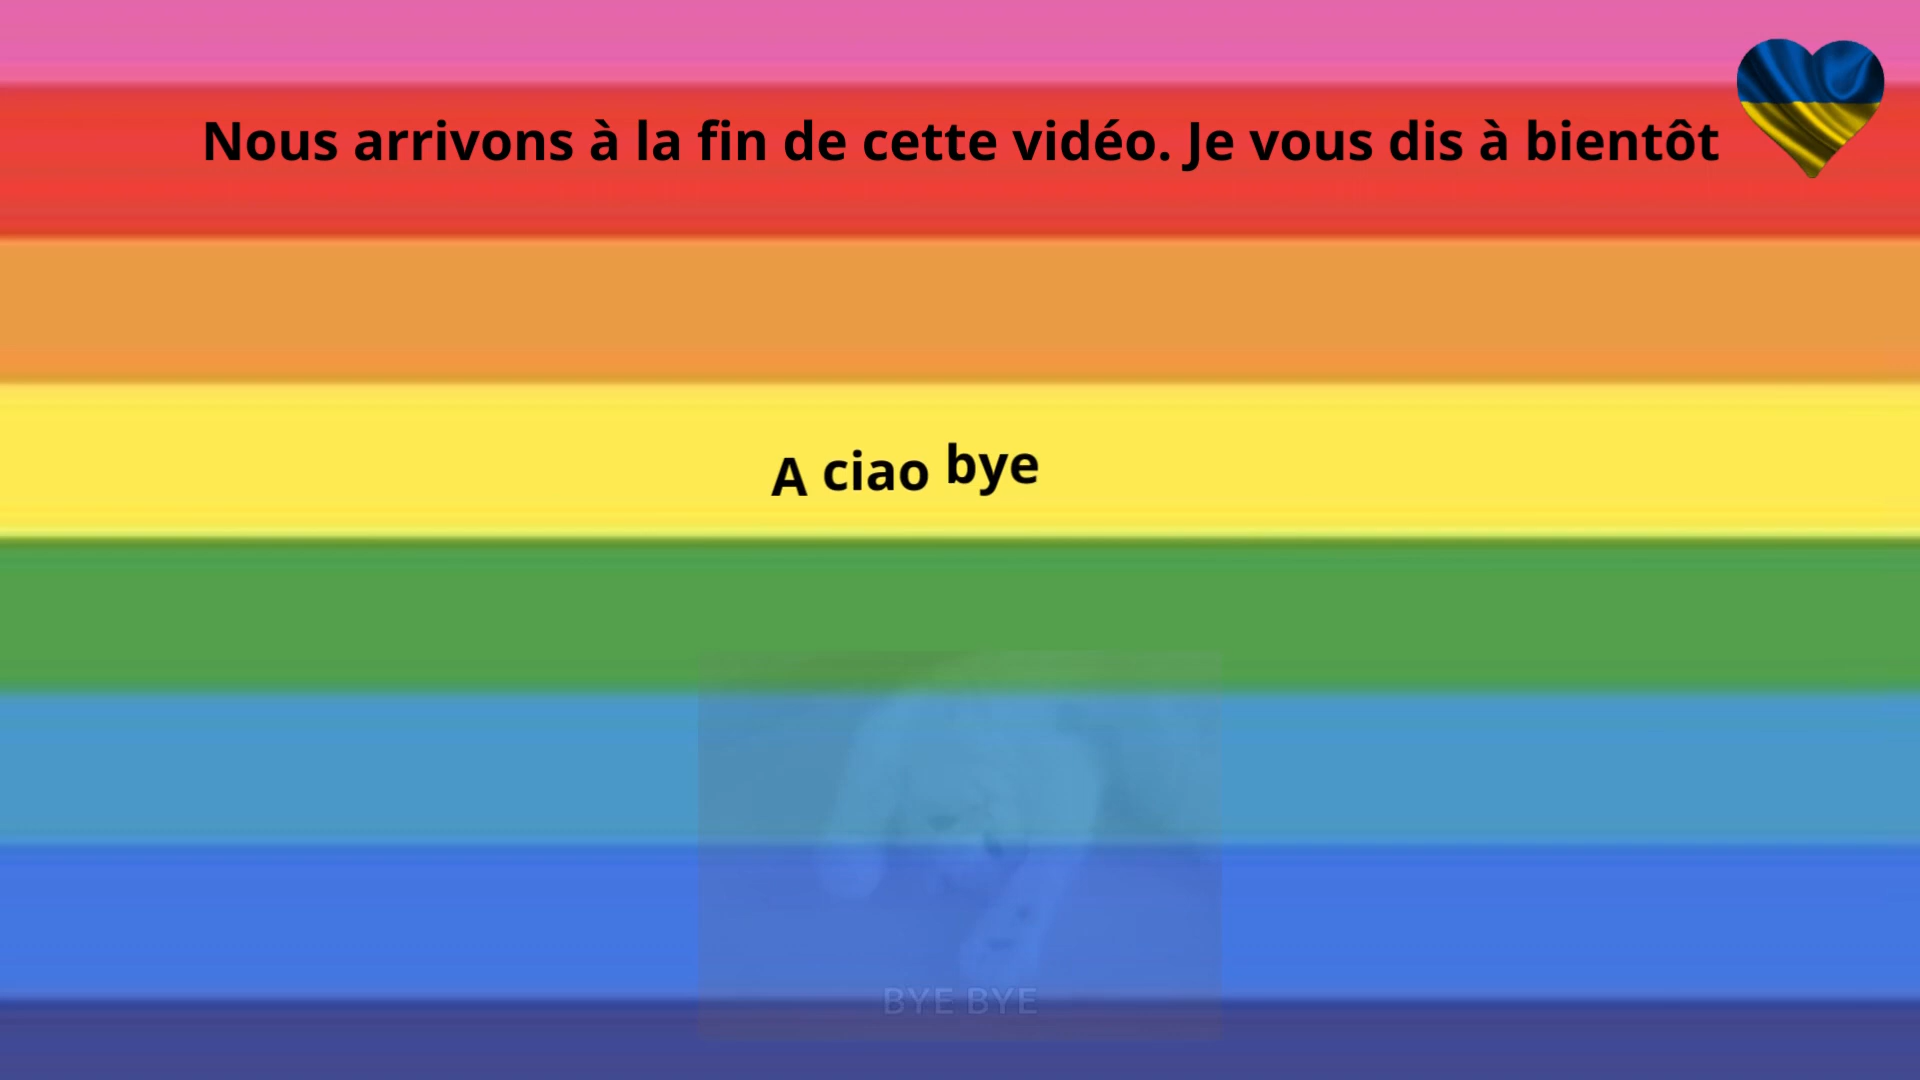 Nous arrivons à la fin de cette vidéo. Je vous dis à bientôt
A ciao bye
BYE BYE